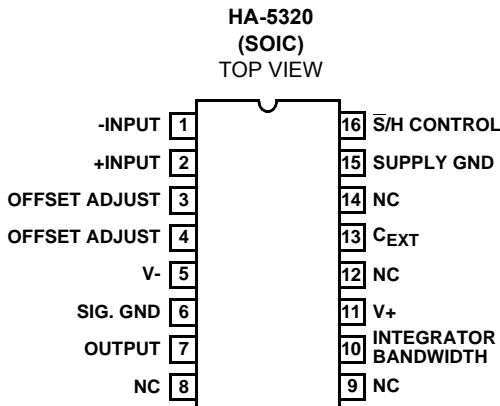 HA-5320
(SOIC)
TOP VIEW
-INPUT 1
+INPUT 2
OFFSET ADJUST 3
OFFSET ADJUST 4
V- 5
SIG. GND 6
OUTPUT 7
NC 8
16 S̅/H CONTROL
15 SUPPLY GND
14 NC
13 CEXT
12 NC
11 V+
10 INTEGRATOR
BANDWIDTH
9 NC